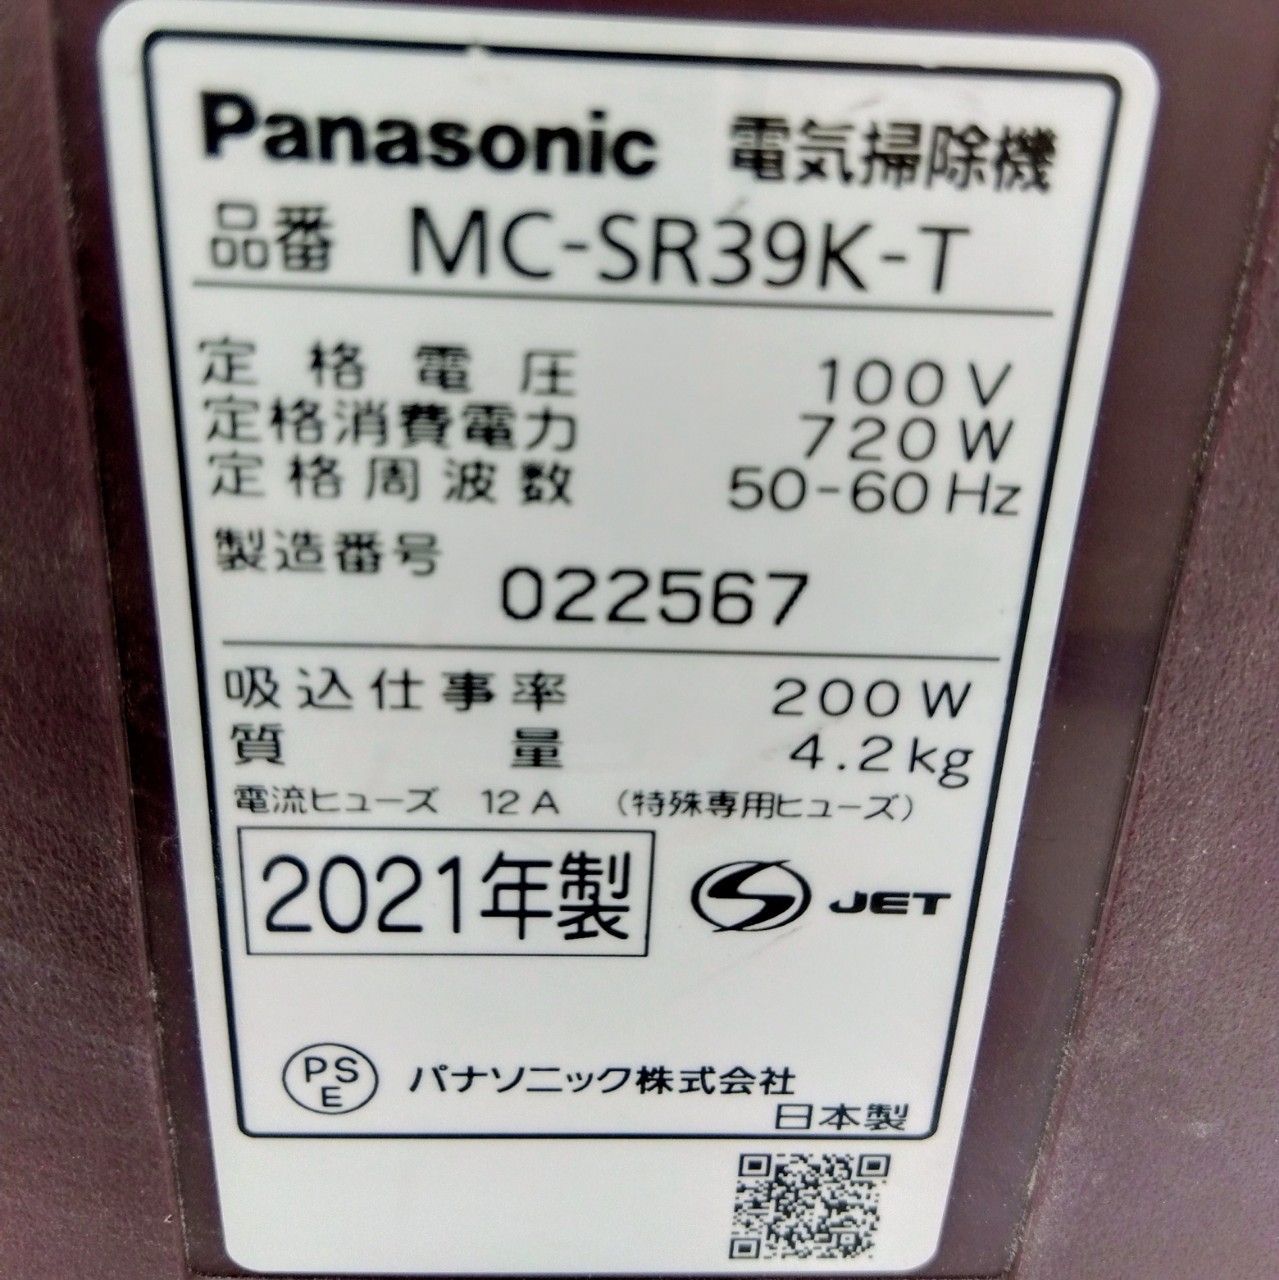 Panasonic 電気掃除機
品番 MC-SR39K-T
定格電圧 100V
定格消費電力 720W
定格周波数 50-60Hz
製造番号 022567
吸込仕事率 200W
質量 4.2kg
電流ヒューズ 12A (特殊専用ヒューズ)
2021年製 S JET
PSE パナソニック株式会社
日本製